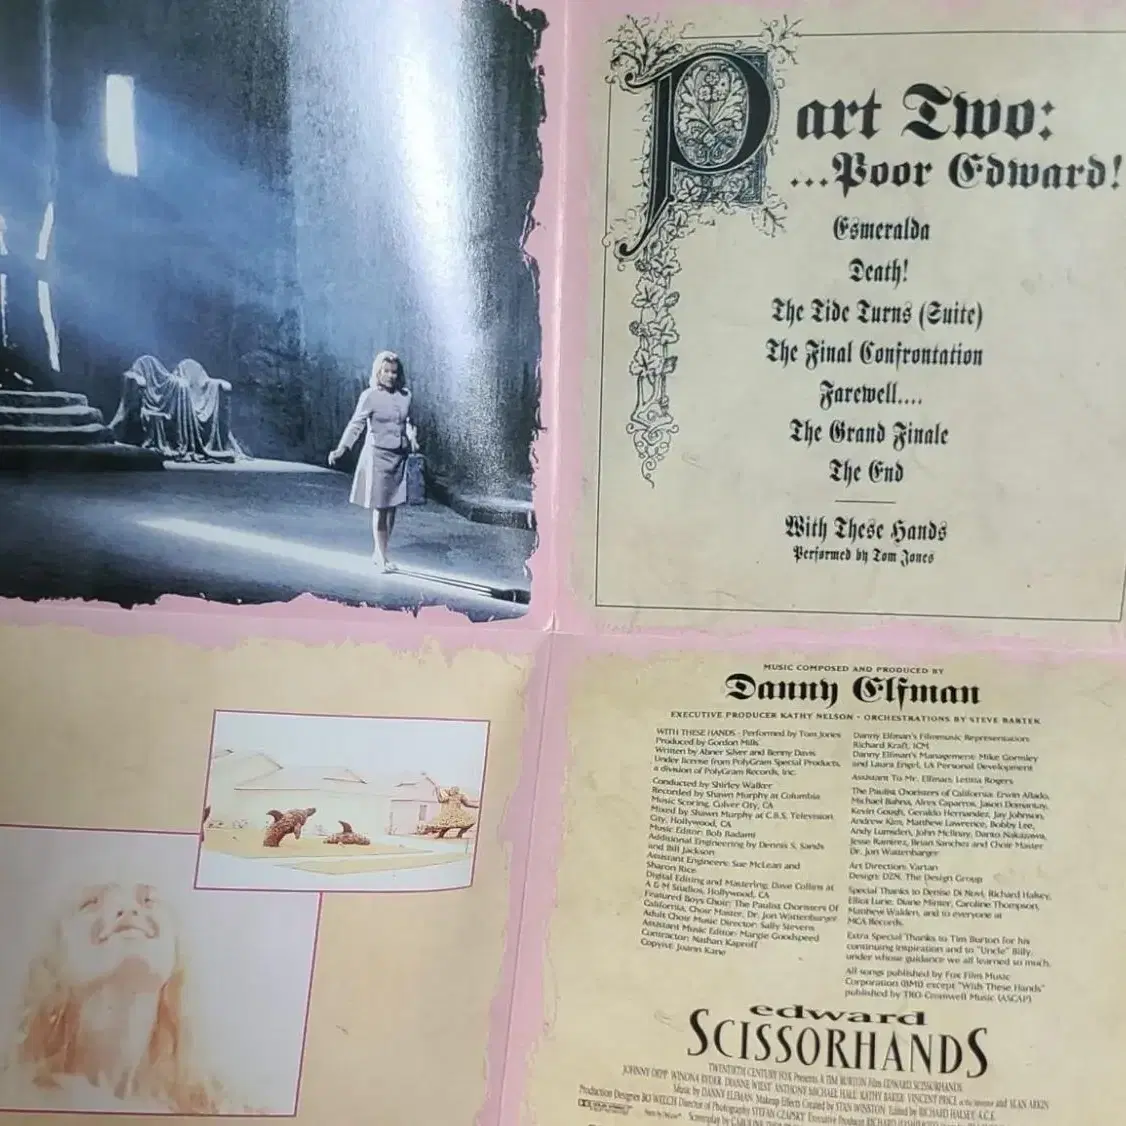 Part Two:
...Poor Edward!
Esmeralda
Death!
The Tide Turns (Suite)
The Final Confrontation
Farewell....
The Grand Finale
The End
With These Hands
Performed by Tom Jones
MUSIC COMPOSED AND PRODUCED BY
Danny Elfman
EXECUTIVE PRODUCER KATHY NELSON • ORCHESTRATIONS BY STEVE BARTEK
WITH THESE HANDS - Performed by Tom Jones
Produced by Gordon Mills
Written by Abner Silver and Benny Davis
Under license from PolyGram Special Products,
a division of PolyGram Records, Inc.
Conducted by Shirley Walker
Recorded by Shawn Murphy at Columbia
Music Scoring, Culver City, CA
Mixed by Shawn Murphy at C.B.S. Television
City, Hollywood, CA
Music Editor: Bob Badami
Additional Engineering by Dennis S. Sands
and Bill Jackson
Assistant Engineers: Sue McLean and
Sharon Rice
Digital Editing and Mastering: Dave Collins at
A & M Studios, Hollywood, CA
Featured Boys Choir: The Paulist Choristers Of
California, Choir Master, Dr. Jon Wattenbarger
Adult Choir Music Director: Sally Stevens
Assistant Music Editor: Margie Goodspeed
Contractor: Nathan Kaproff
Copyist: Joann Kane
Danny Elfman's Filmmusic Representation:
Richard Kraft, ICM
Danny Elfman's Management: Mike Gormley
and Laura Engel, LA Personal Development
Assistant To Mr. Elfman: Letitia Rogers
The Paulist Choristers of California: Erwin
Michael Bahna, Alex Caparros, Jason
Kevin Gough, Geraldo Hernandez, Jay Johnson,
Andrew Kim, Matthew Lawrence, Bobby Lee,
Andy Lumsden, John McIlnay, Danto Nakazawa,
Jesse Ramirez, Brian Sanchez and Choir Master
Dr. Jon Wattenbarger
Art Direction: Vartan
Design: DZN, The Design Group
Special Thanks to Denise Di Novi, Richard Halsey,
Elliot Lurie, Diane Minter, Caroline Thompson,
Matthew Walden, and to everyone at
MCA Records.
Extra Special Thanks to Tim Burton for his
continuing inspiration and to "Uncle" Billy,
under whose guidance we all learned so much.
All songs published by Fox Film Music
Corporation (BMI) except "With These Hands"
published by TRO-Cromwell Music (ASCAP)
edward
SCISSORHANDS
TWENTIETH CENTURY FOX Presents A TIM BURTON Film EDWARD SCISSORHANDS
JOHNNY DEPP WINONA RYDER DIANNE WIEST ANTHONY MICHAEL HALL KATHY BAKER VINCENT PRICE and ALAN ARKIN
Music by DANNY ELFMAN Makeup Effects Created by STAN WINSTON Edited by RICHARD HALSEY, A.C.E.
Production Designer BO WELCH Director of Photography STEFAN CZAPSKY Executive Producer RICHARD
Screenplay by